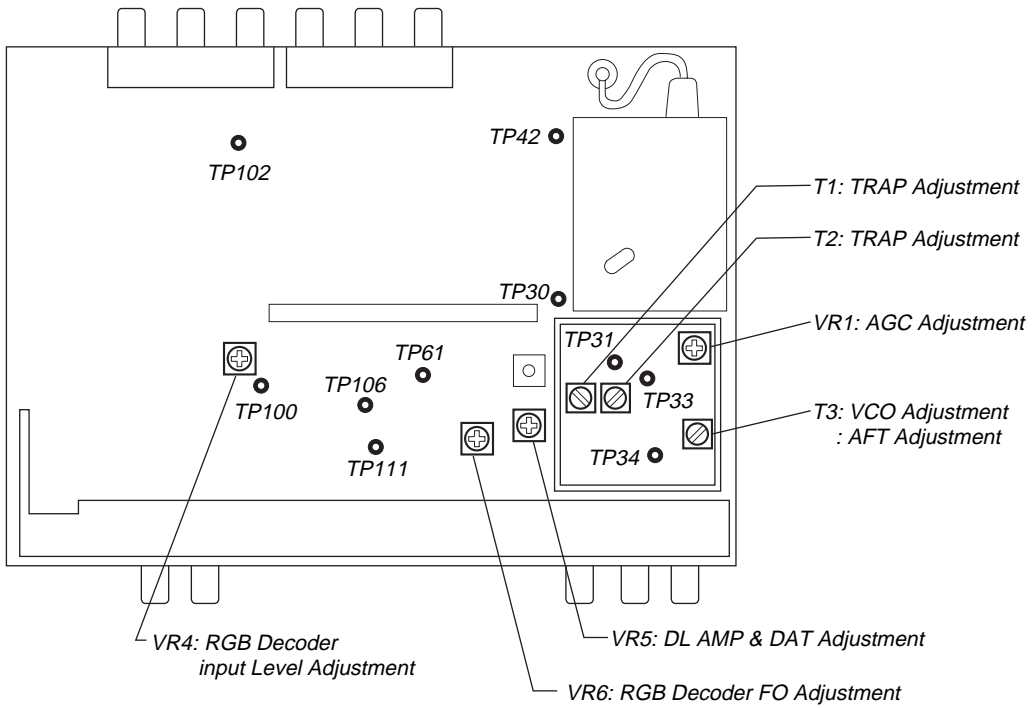 TP42
TP102
T1: TRAP Adjustment
T2: TRAP Adjustment
TP30
VR1: AGC Adjustment
TP31
TP61
TP106
TP33
TP100
T3: VCO Adjustment
: AFT Adjustment
TP111
TP34
VR4: RGB Decoder
input Level Adjustment
VR5: DL AMP & DAT Adjustment
VR6: RGB Decoder FO Adjustment